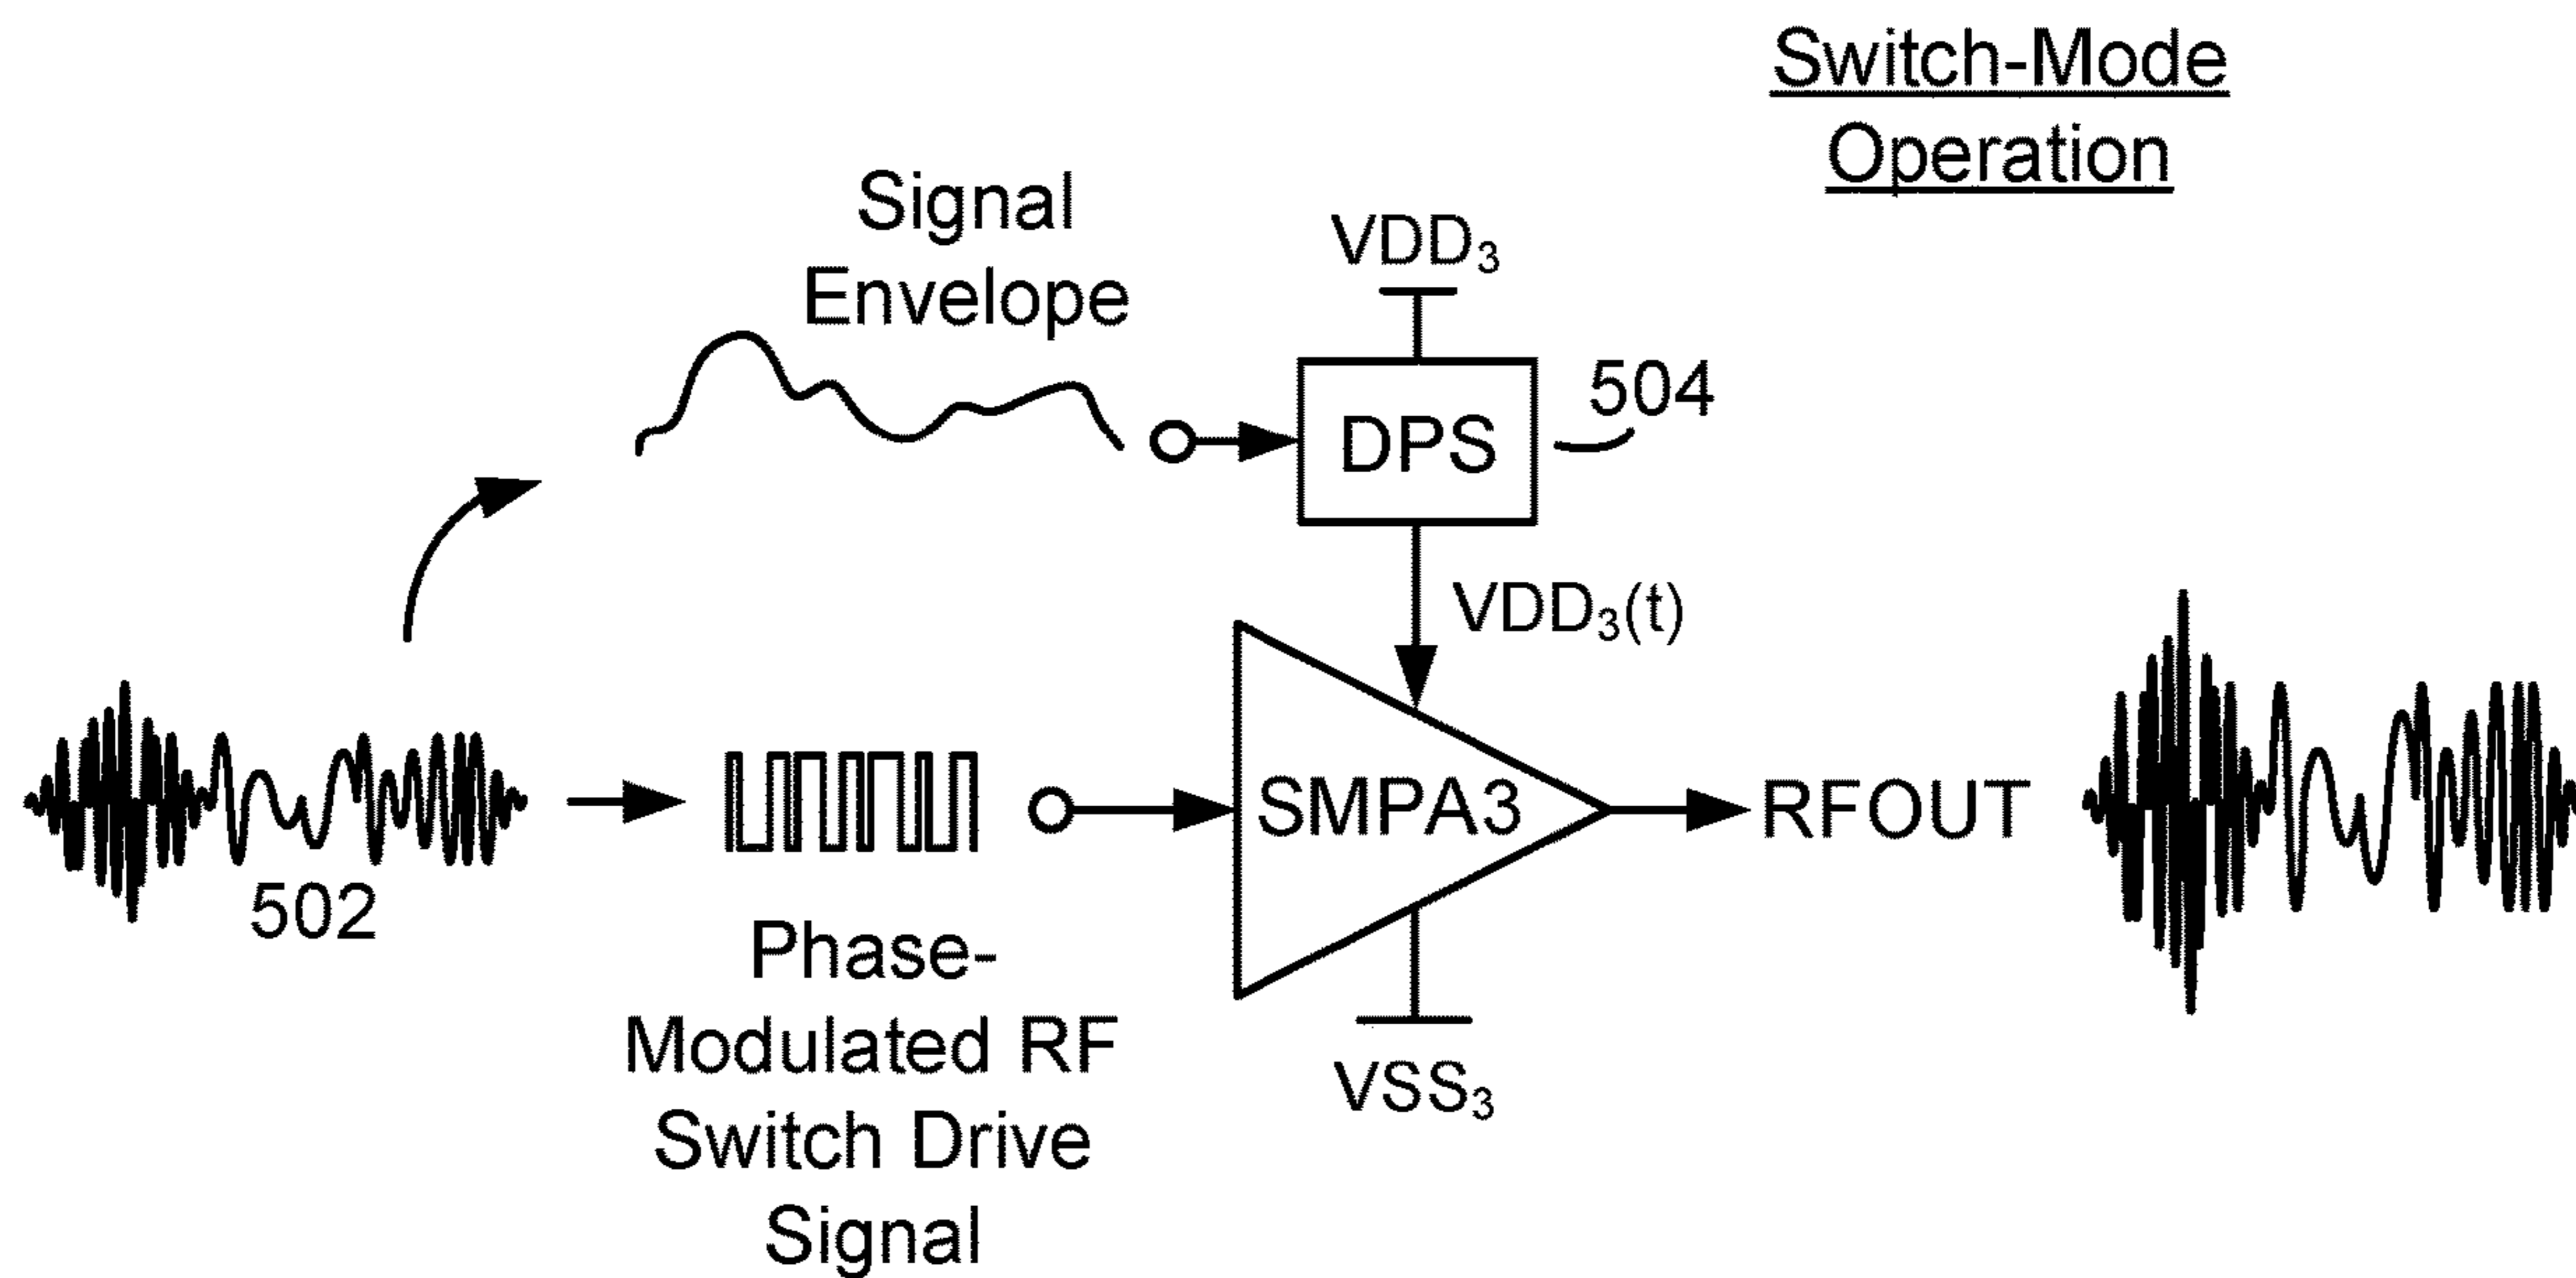 Switch-Mode
Operation
Signal
Envelope
VDD₃
DPS
504
VDD₃(t)
502
SMPA3
RFOUT
Phase-
Modulated RF
Switch Drive
Signal
VSS₃